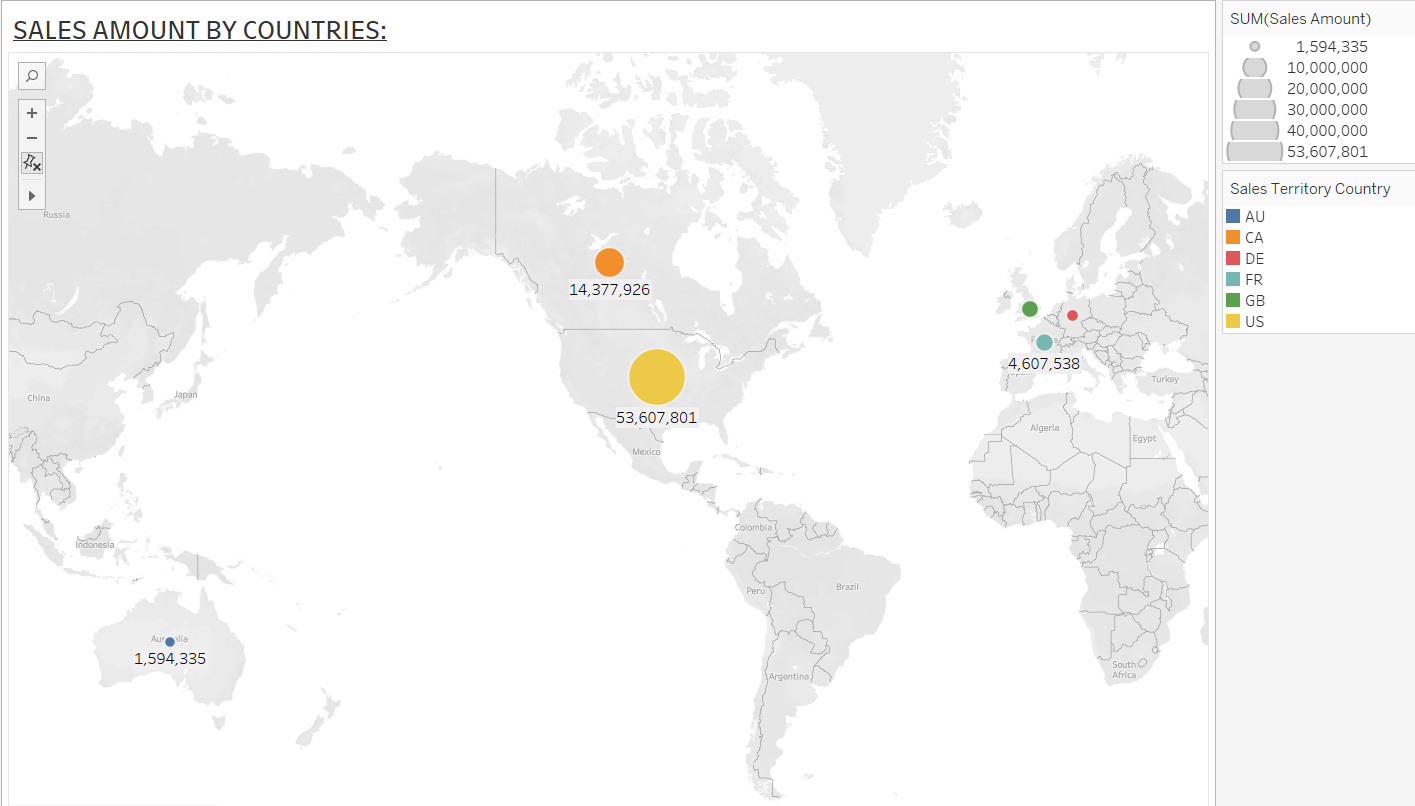 SALES AMOUNT BY COUNTRIES:
Russia
China
Japan
Indonesia
1,594,335
14,377,926
53,607,801
Mexico
Colombia
Peru
Brazil
Argentina
4,607,538
Turkey
Algeria
Egypt
South
Africa
SUM(Sales Amount)
1,594,335
10,000,000
20,000,000
30,000,000
40,000,000
53,607,801
Sales Territory Country
AU
CA
DE
FR
GB
US